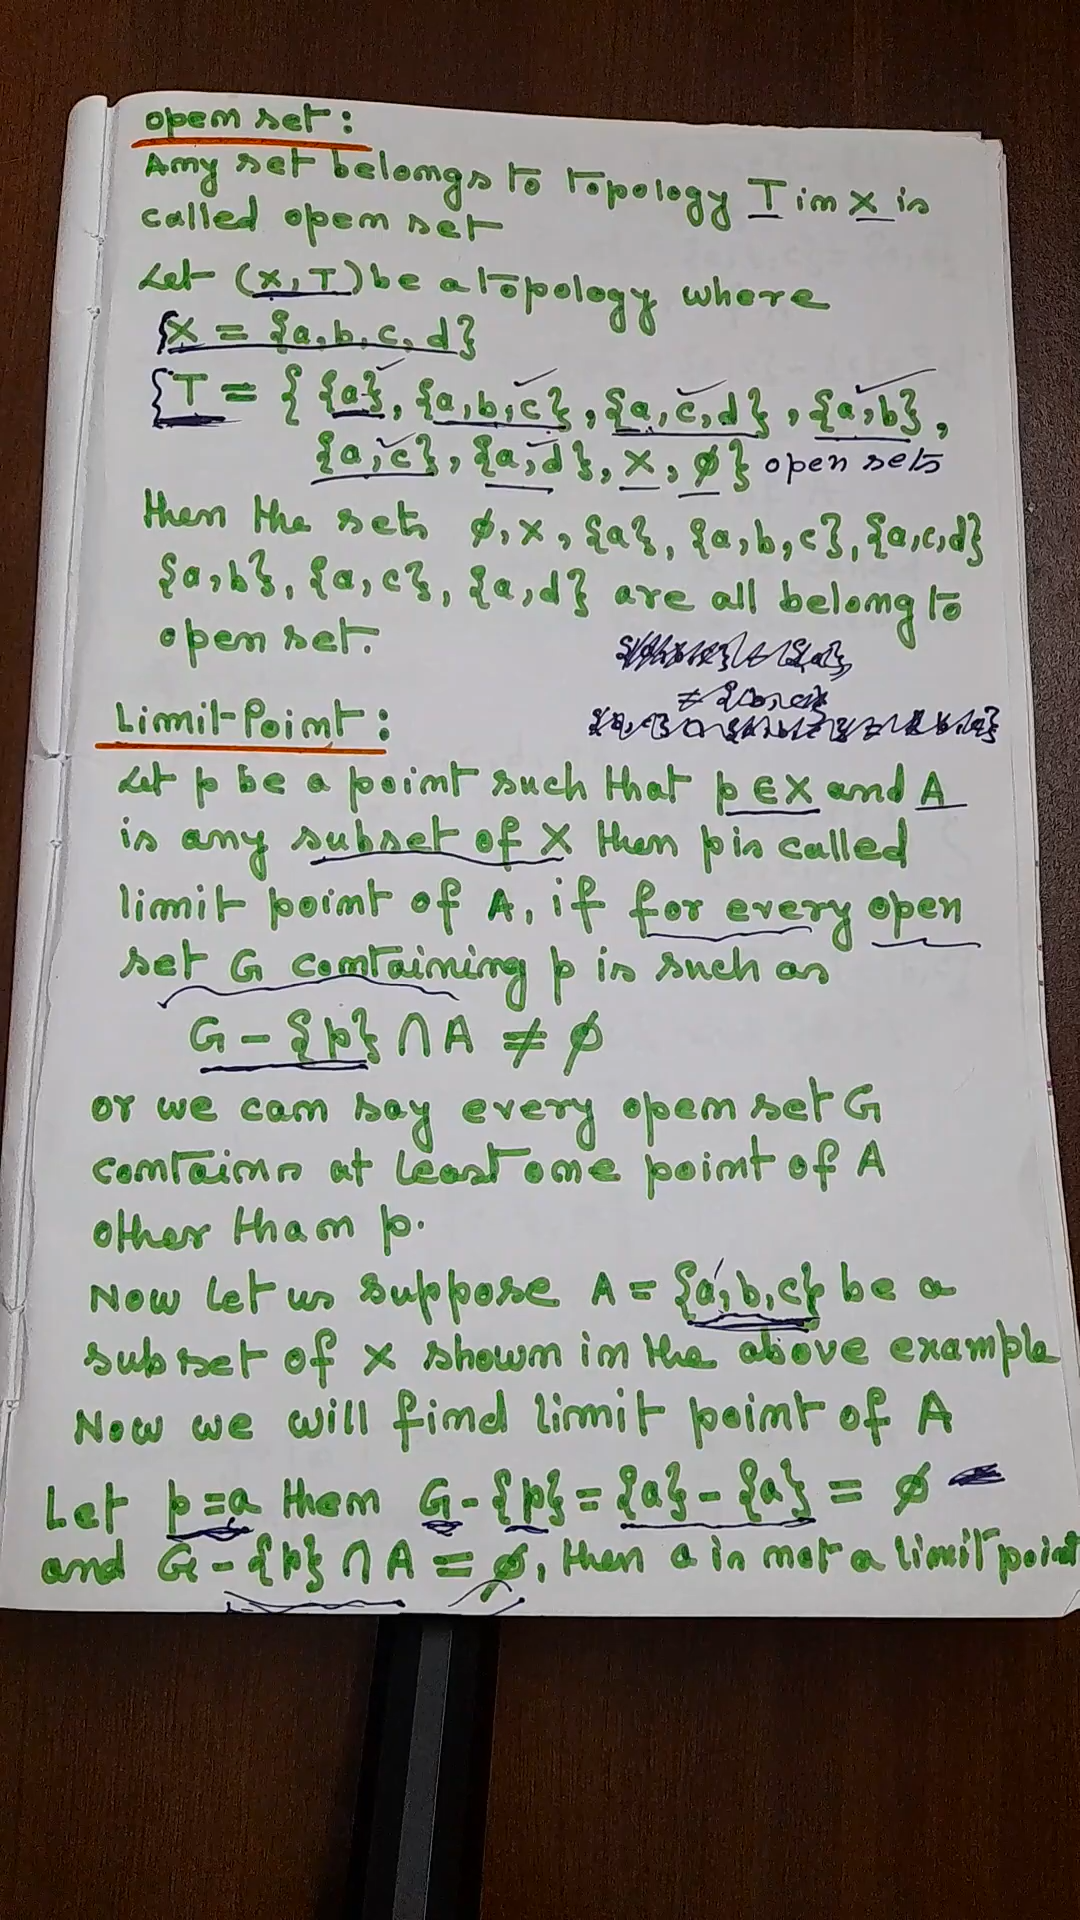 open set:
Any set belongs to topology T in X is
called open set
Let (X, T) be a topology where
X = {a, b, c, d}
T = { {a}, {a, b, c}, {a, c, d}, {a, b},
{a, c}, {a, d}, X, ϕ} open sets
then the sets ϕ, X, {a}, {a, b, c}, {a, c, d}
{a, b}, {a, c}, {a, d} are all belong to
open set.
Limit-Point:
Let p be a point such that p ∈ X and A
is any subset of X then p is called
limit point of A, if for every open
set G containing p is such as
G - {p} ∩ A ≠ ϕ
or we can say every open set G
contains at least one point of A
other than p.
Now Let us suppose A = {a, b, c} be a
subset of X shown in the above example
Now we will find limit point of A
Let p = a then G - {p} = {a} - {a} = ϕ
and G - {p} ∩ A = ϕ, then a is not a limit point